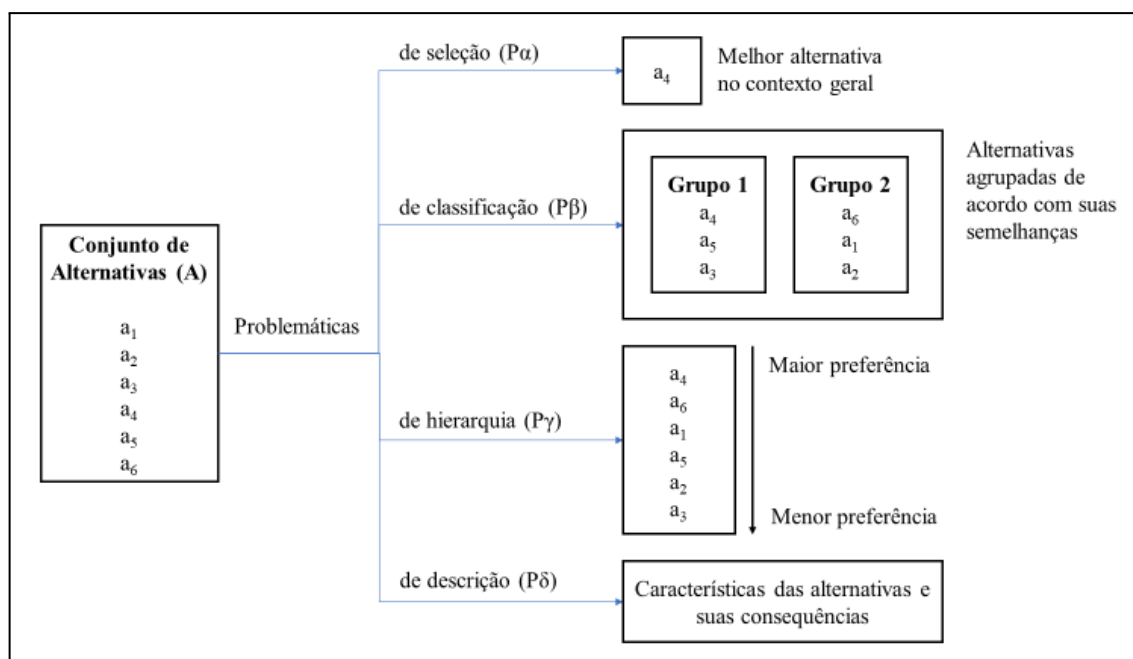 de seleção (Pα)
a₄
Melhor alternativa
no contexto geral
Conjunto de
Alternativas (A)
a₁
a₂
a₃
a₄
a₅
a₆
Problemáticas
de classificação (Pβ)
Grupo 1
a₄
a₅
a₃
Grupo 2
a₆
a₁
a₂
Alternativas
agrupadas de
acordo com suas
semelhanças
de hierarquia (Pγ)
a₄
a₆
a₁
a₅
a₂
a₃
Maior preferência
Menor preferência
de descrição (Pδ)
Características das alternativas e
suas consequências